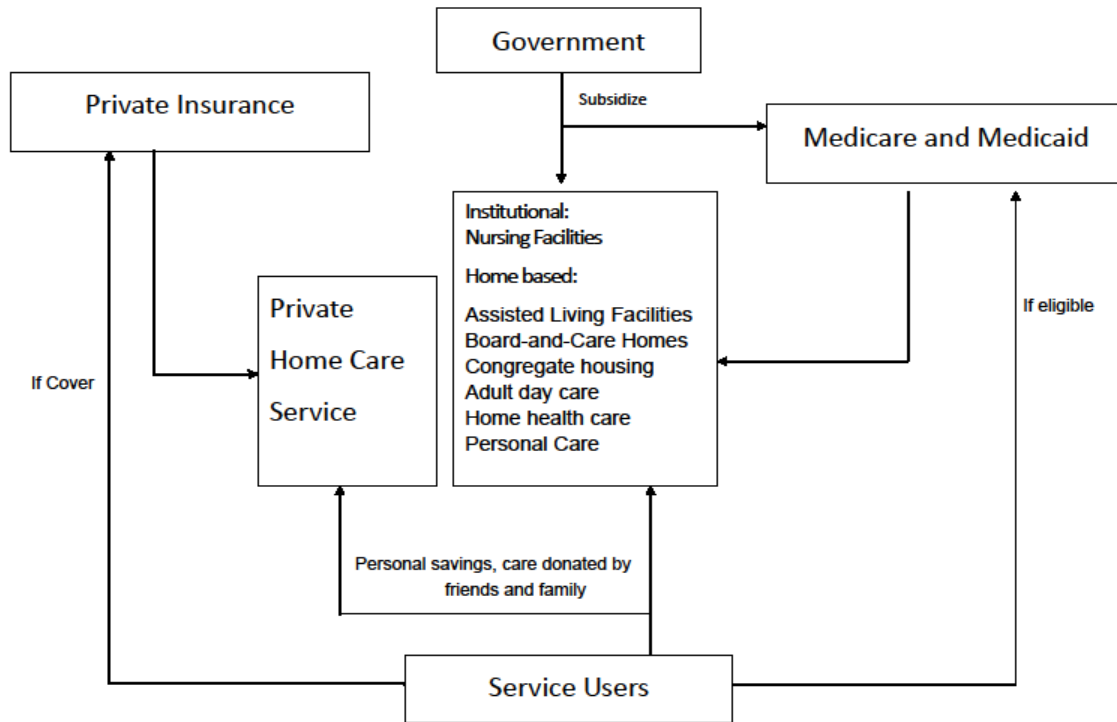 Government
Subsidize
Private Insurance
Medicare and Medicaid
Institutional:
Nursing Facilities
Home based:
Assisted Living Facilities
Board-and-Care Homes
Congregate housing
Adult day care
Home health care
Personal Care
Private
Home Care
Service
If Cover
If eligible
Personal savings, care donated by
friends and family
Service Users